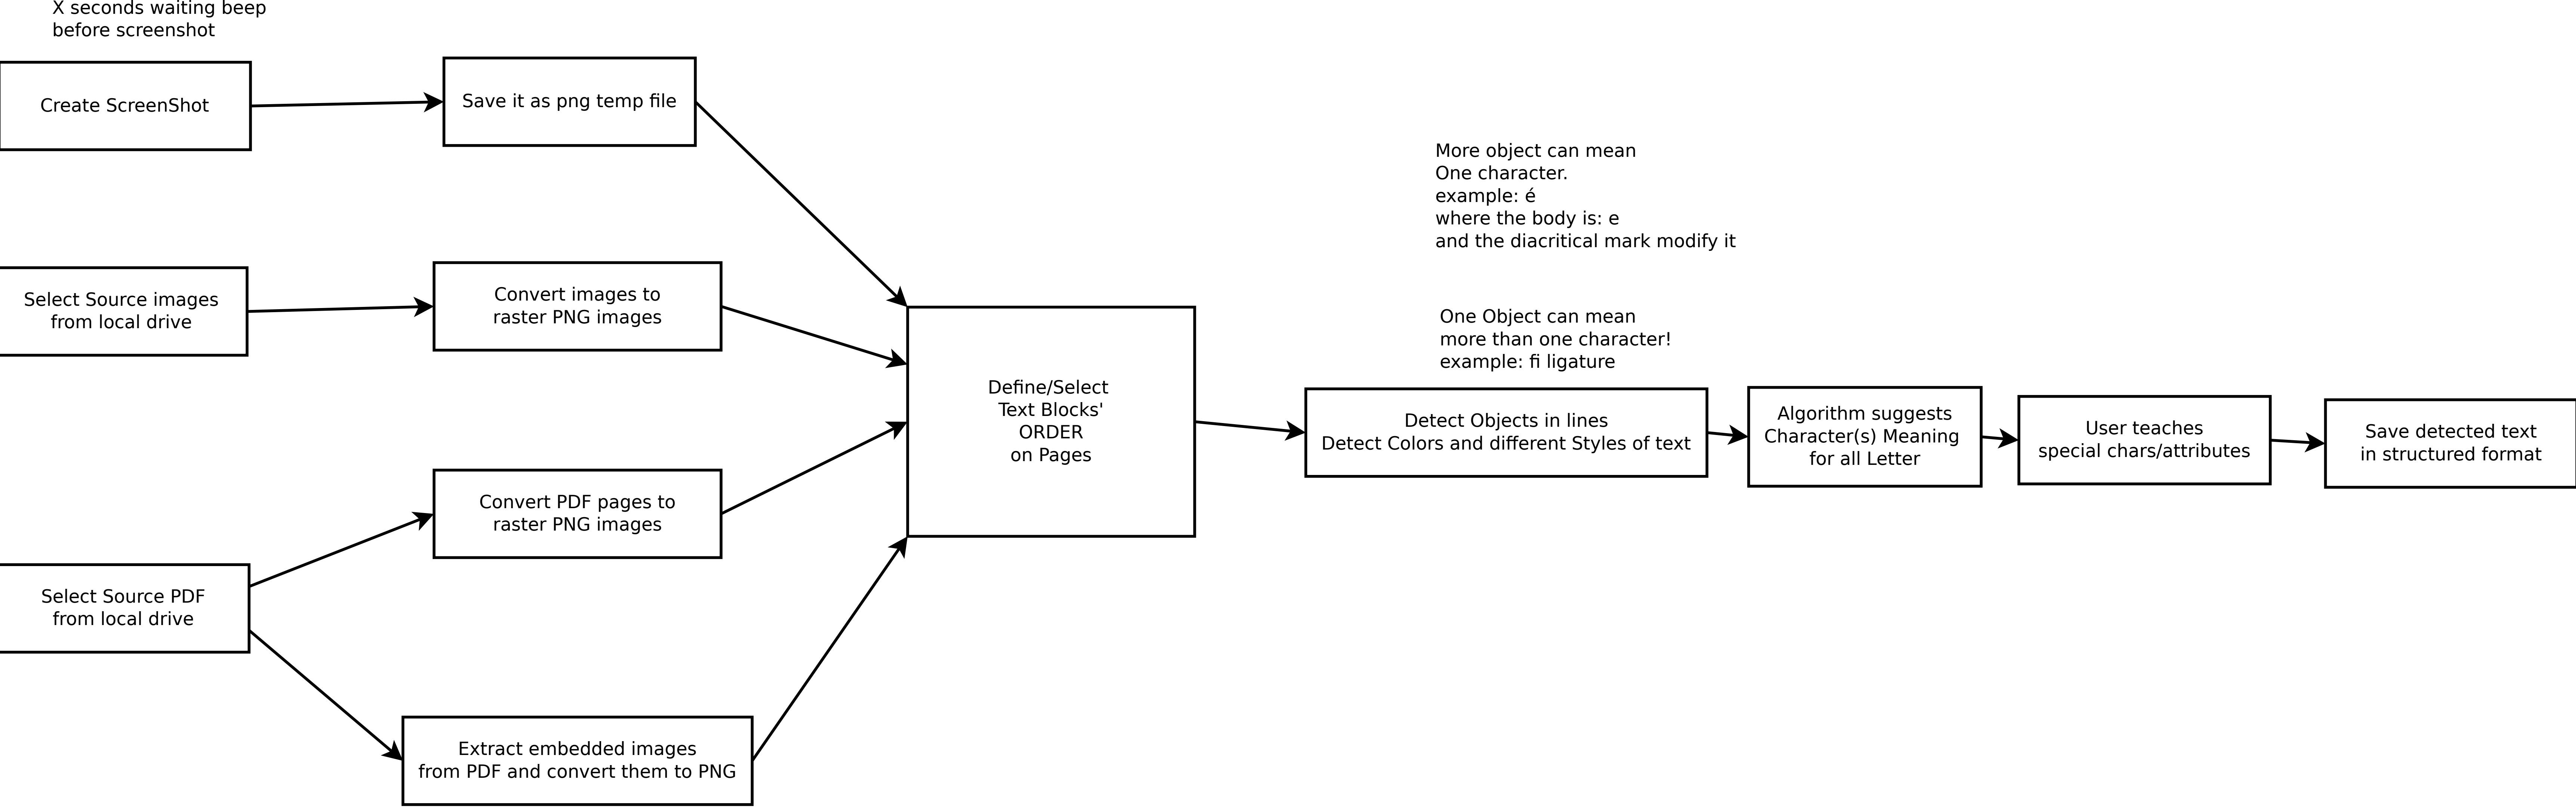 X seconds waiting beep
before screenshot
Create ScreenShot
Save it as png temp file
Select Source images
from local drive
Convert images to
raster PNG images
Select Source PDF
from local drive
Convert PDF pages to
raster PNG images
Extract embedded images
from PDF and convert them to PNG
Define/Select
Text Blocks'
ORDER
on Pages
More object can mean
One character.
example: é
where the body is: e
and the diacritical mark modify it
One Object can mean
more than one character!
example: fi ligature
Detect Objects in lines
Detect Colors and different Styles of text
Algorithm suggests
Character(s) Meaning
for all Letter
User teaches
special chars/attributes
Save detected text
in structured format